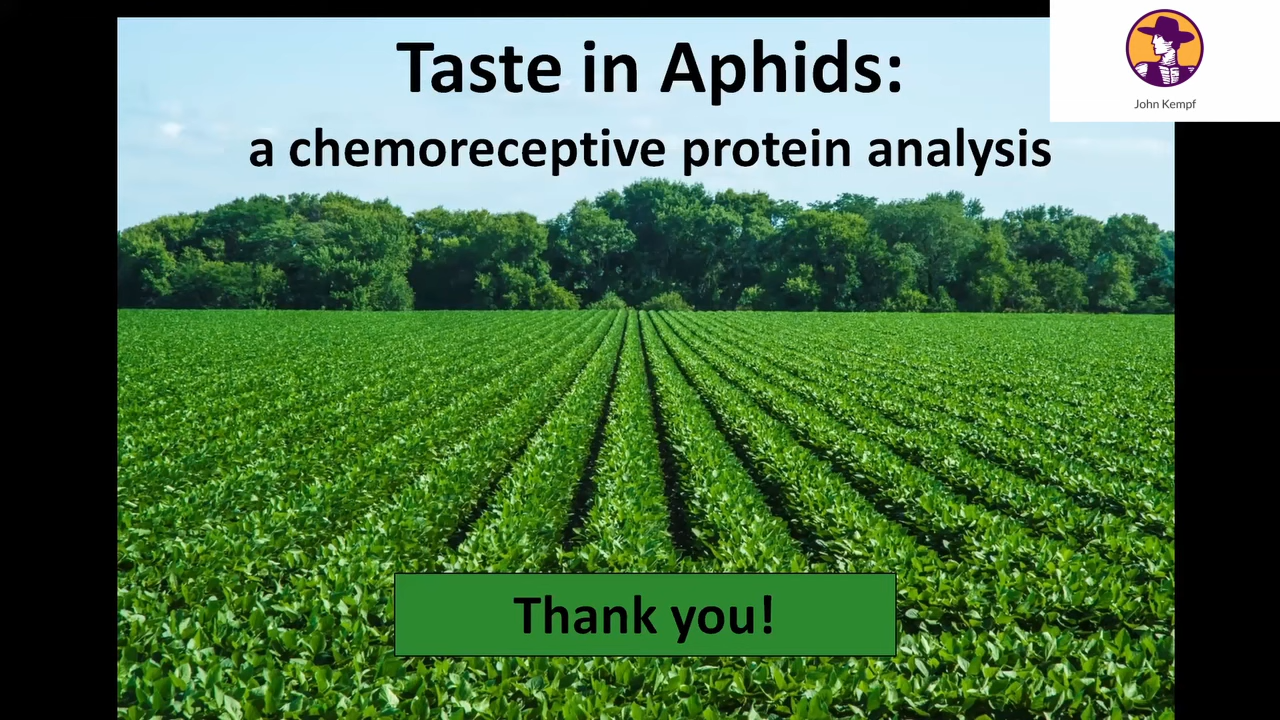 Taste in Aphids:
a chemoreceptive protein analysis
John Kempf
Thank you!